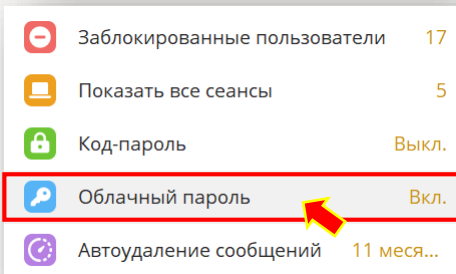 Заблокированные пользователи 17
Показать все сеансы 5
Код-пароль Выкл.
Облачный пароль Вкл.
Автоудаление сообщений 11 меся...